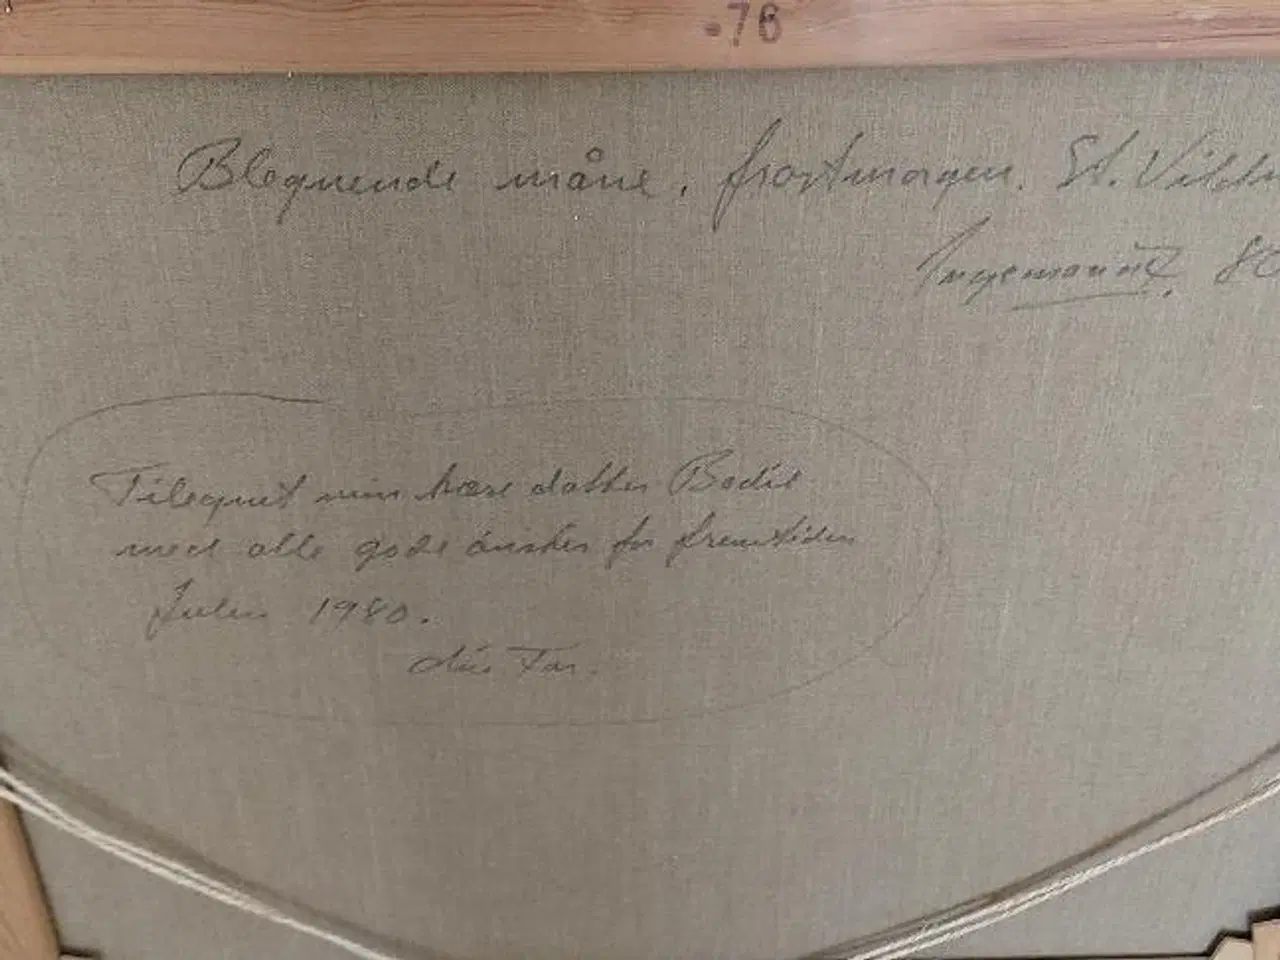 -76
Blegnende måne, frostmorgen. St. Vildm
Ingemann 80
Tilegnet min kære datter Bodil
med alle gode ønsker for fremtiden
Julen 1980.
din Far.